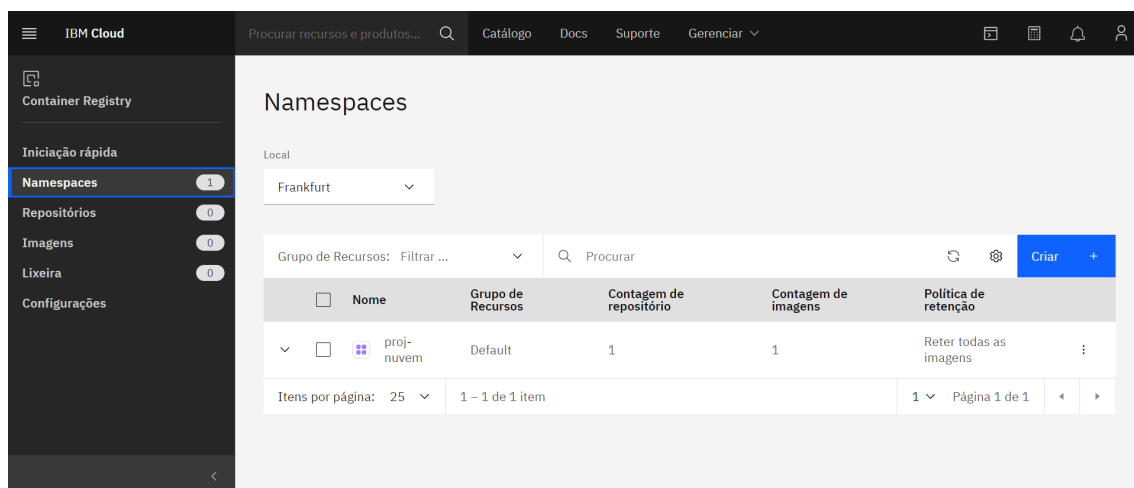 IBM Cloud
Procurar recursos e produtos...
Catálogo
Docs
Suporte
Gerenciar
Container Registry
Iniciação rápida
Namespaces 1
Repositórios 0
Imagens 0
Lixeira 0
Configurações
Namespaces
Local
Frankfurt
Grupo de Recursos: Filtrar ...
Procurar
Criar +
Nome
Grupo de
Recursos
Contagem de
repositório
Contagem de
imagens
Política de
retenção
proj-
nuvem
Default
1
1
Reter todas as
imagens
Itens por página: 25
1 – 1 de 1 item
1
Página 1 de 1